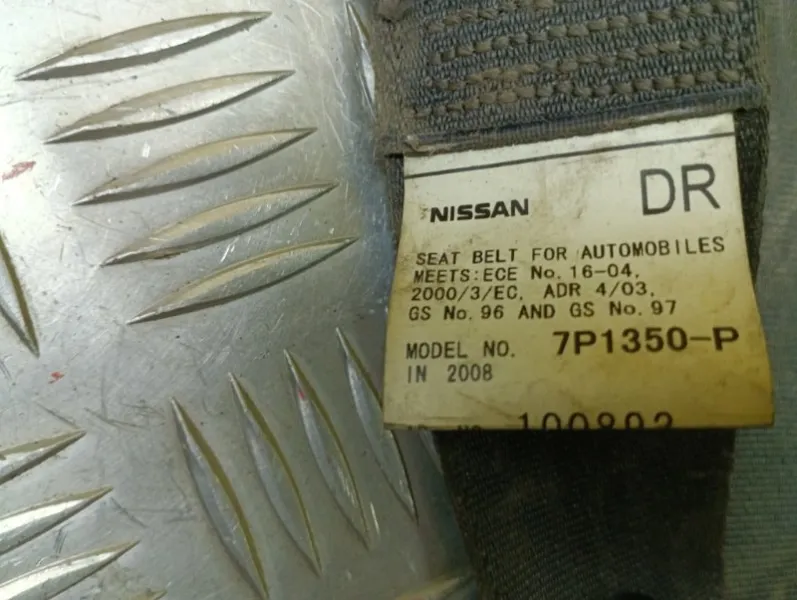 NISSAN DR
SEAT BELT FOR AUTOMOBILES
MEETS:ECE No. 16-04,
2000/3/EC, ADR 4/03,
GS No. 96 AND GS No. 97
MODEL NO. 7P1350-P
IN 2008
100892